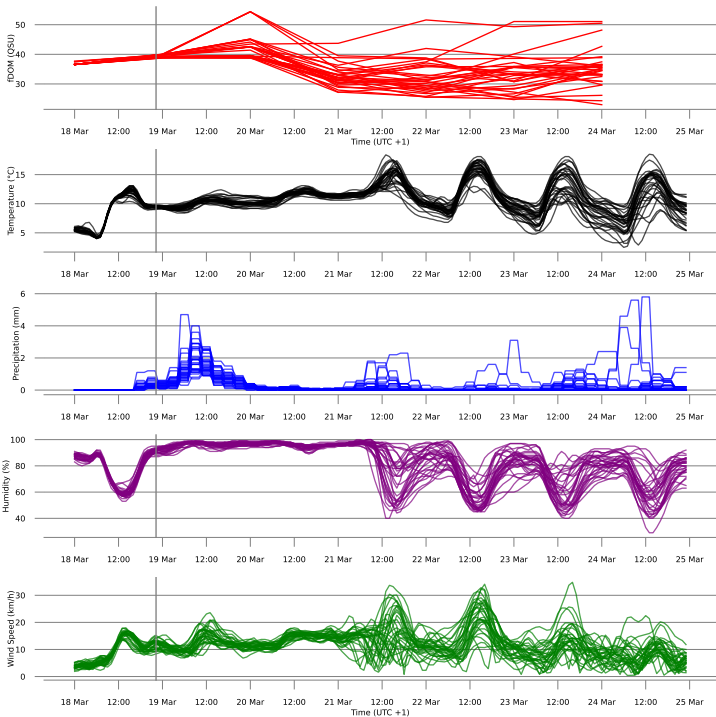 50
40
30
fDOM (QSU)
18 Mar 12:00 19 Mar 12:00 20 Mar 12:00 21 Mar 12:00 22 Mar 12:00 23 Mar 12:00 24 Mar 12:00 25 Mar
Time (UTC +1)
15
10
5
Temperature (°C)
18 Mar 12:00 19 Mar 12:00 20 Mar 12:00 21 Mar 12:00 22 Mar 12:00 23 Mar 12:00 24 Mar 12:00 25 Mar
6
4
2
0
Precipitation (mm)
18 Mar 12:00 19 Mar 12:00 20 Mar 12:00 21 Mar 12:00 22 Mar 12:00 23 Mar 12:00 24 Mar 12:00 25 Mar
100
80
60
40
Humidity (%)
18 Mar 12:00 19 Mar 12:00 20 Mar 12:00 21 Mar 12:00 22 Mar 12:00 23 Mar 12:00 24 Mar 12:00 25 Mar
30
20
10
0
Wind Speed (km/h)
18 Mar 12:00 19 Mar 12:00 20 Mar 12:00 21 Mar 12:00 22 Mar 12:00 23 Mar 12:00 24 Mar 12:00 25 Mar
Time (UTC +1)